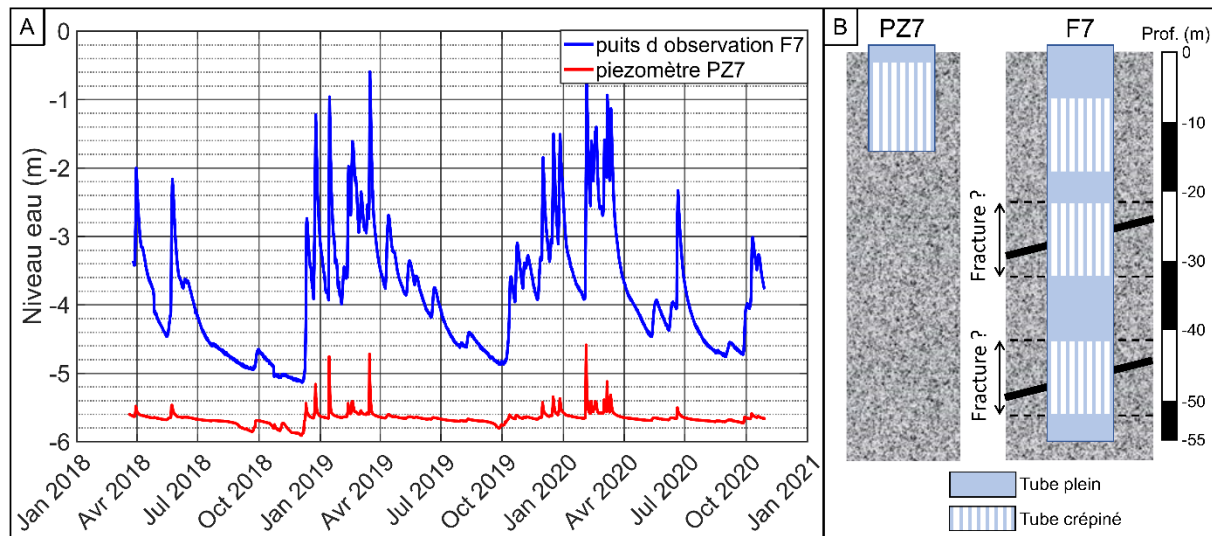 A
Niveau eau (m)
0
-1
-2
-3
-4
-5
-6
puits d observation F7
piezomètre PZ7
Jan 2018
Avr 2018
Jul 2018
Oct 2018
Jan 2019
Avr 2019
Jul 2019
Oct 2019
Jan 2020
Avr 2020
Jul 2020
Oct 2020
Jan 2021
B
PZ7
F7
Prof. (m)
0
-10
-20
-30
-40
-50
-55
Fracture ?
Fracture ?
Tube plein
Tube crépiné